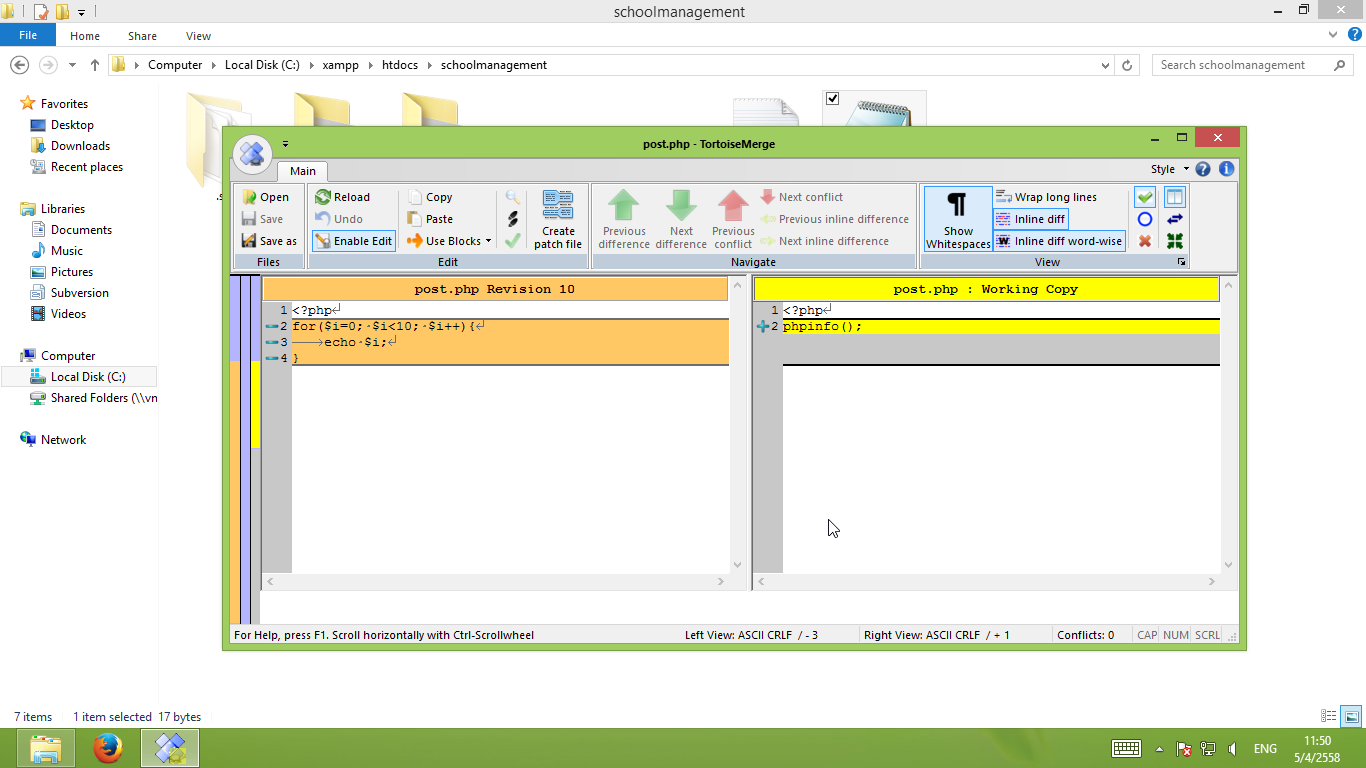 schoolmanagement
File Home Share View
Computer Local Disk (C:) xampp htdocs schoolmanagement
Search schoolmanagement
Favorites
Desktop
Downloads
Recent places
Libraries
Documents
Music
Pictures
Subversion
Videos
Computer
Local Disk (C:)
Shared Folders (\\vn
Network
post.php - TortoiseMerge
Main
Style
Open
Save
Save as
Files
Reload
Undo
Enable Edit
Copy
Paste
Use Blocks
Create
patch file
Edit
Previous
difference
Next
difference
Previous
conflict
Next conflict
Previous inline difference
Next inline difference
Navigate
Show
Whitespaces
Wrap long lines
Inline diff
Inline diff word-wise
View
post.php Revision 10
1 <?php
2 for($i=0;·$i<10;·$i++){
3 echo·$i;
4 }
post.php : Working Copy
1 <?php
2 phpinfo();
For Help, press F1. Scroll horizontally with Ctrl-Scrollwheel
Left View: ASCII CRLF / - 3
Right View: ASCII CRLF / + 1
Conflicts: 0
CAP NUM SCRL
7 items 1 item selected 17 bytes
ENG
11:50
5/4/2558